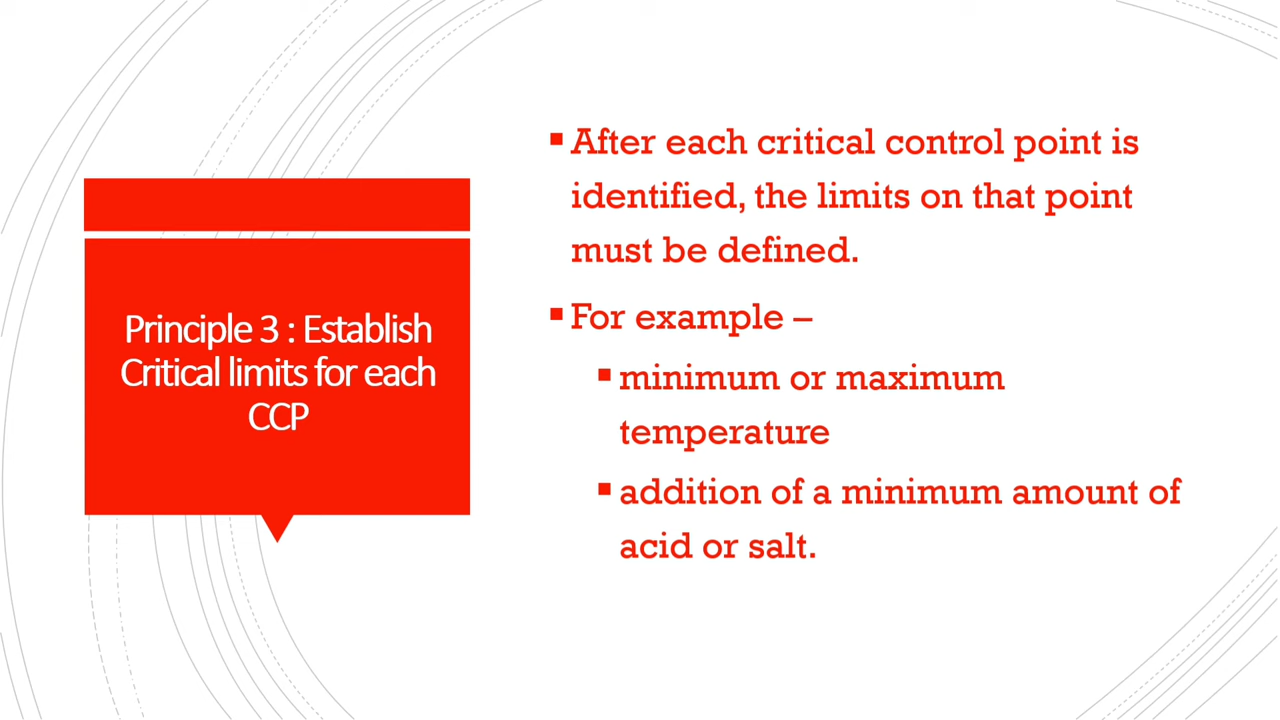 Principle 3 : Establish
Critical limits for each
CCP
▪After each critical control point is
identified, the limits on that point
must be defined.
▪For example –
▪minimum or maximum
temperature
▪addition of a minimum amount of
acid or salt.